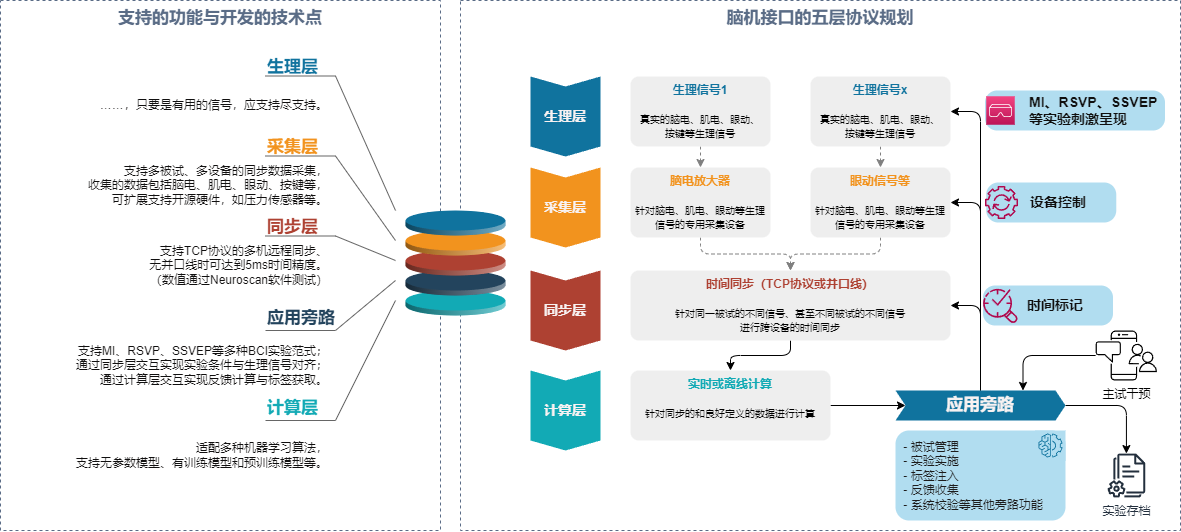 支持的功能与开发的技术点
生理层
……，只要是有用的信号，应支持尽支持。
采集层
支持多被试、多设备的同步数据采集，
收集的数据包括脑电、肌电、眼动、按键等，
可扩展支持开源硬件，如压力传感器等。
同步层
支持TCP协议的多机远程同步、
无并口线时可达到5ms时间精度。
（数值通过Neuroscan软件测试）
应用旁路
支持MI、RSVP、SSVEP等多种BCI实验范式；
通过同步层交互实现实验条件与生理信号对齐；
通过计算层交互实现反馈计算与标签获取。
计算层
适配多种机器学习算法，
支持无参数模型、有训练模型和预训练模型等。
脑机接口的五层协议规划
生理层
生理信号1
真实的脑电、肌电、眼动、
按键等生理信号
生理信号x
真实的脑电、肌电、眼动、
按键等生理信号
MI、RSVP、SSVEP
等实验刺激呈现
采集层
脑电放大器
针对脑电、肌电、眼动等生理
信号的专用采集设备
眼动信号等
针对脑电、肌电、眼动等生理
信号的专用采集设备
设备控制
同步层
时间同步（TCP协议或并口线）
针对同一被试的不同信号、甚至不同被试的不同信号
进行跨设备的时间同步
时间标记
计算层
实时或离线计算
针对同步的和良好定义的数据进行计算
应用旁路
主试干预
- 被试管理
- 实验实施
- 标签注入
- 反馈收集
- 系统校验等其他旁路功能
实验存档